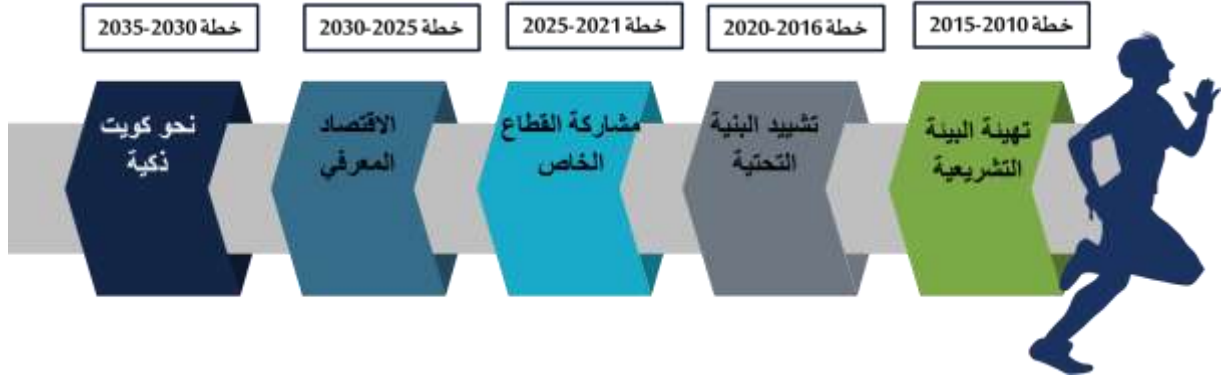 خطة 2010-2015
خطة 2016-2020
خطة 2021-2025
خطة 2025-2030
خطة 2030-2035
تهيئة البيئة
التشريعية
تشييد البنية
التحتية
مشاركة القطاع
الخاص
الاقتصاد
المعرفي
نحو كويت
ذكية